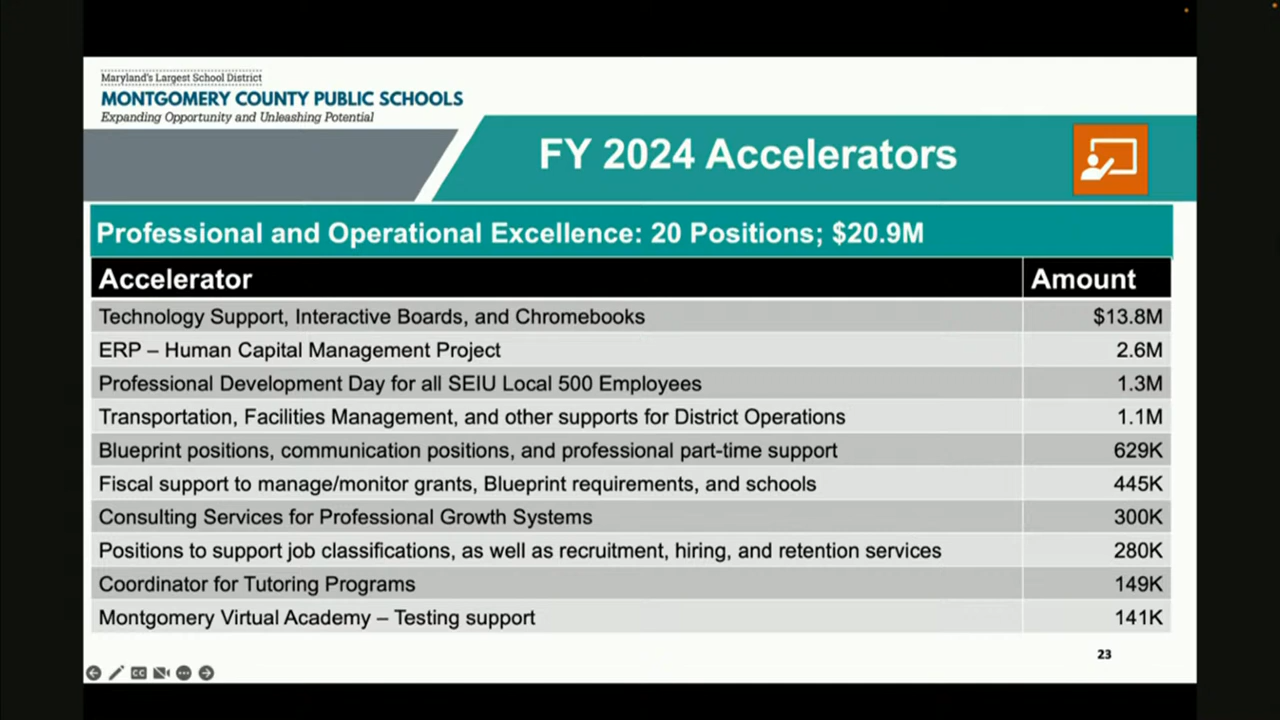 Maryland's Largest School District
MONTGOMERY COUNTY PUBLIC SCHOOLS
Expanding Opportunity and Unleashing Potential
FY 2024 Accelerators
Professional and Operational Excellence: 20 Positions; $20.9M
Accelerator Amount
Technology Support, Interactive Boards, and Chromebooks $13.8M
ERP – Human Capital Management Project 2.6M
Professional Development Day for all SEIU Local 500 Employees 1.3M
Transportation, Facilities Management, and other supports for District Operations 1.1M
Blueprint positions, communication positions, and professional part-time support 629K
Fiscal support to manage/monitor grants, Blueprint requirements, and schools 445K
Consulting Services for Professional Growth Systems 300K
Positions to support job classifications, as well as recruitment, hiring, and retention services 280K
Coordinator for Tutoring Programs 149K
Montgomery Virtual Academy – Testing support 141K
23
CC